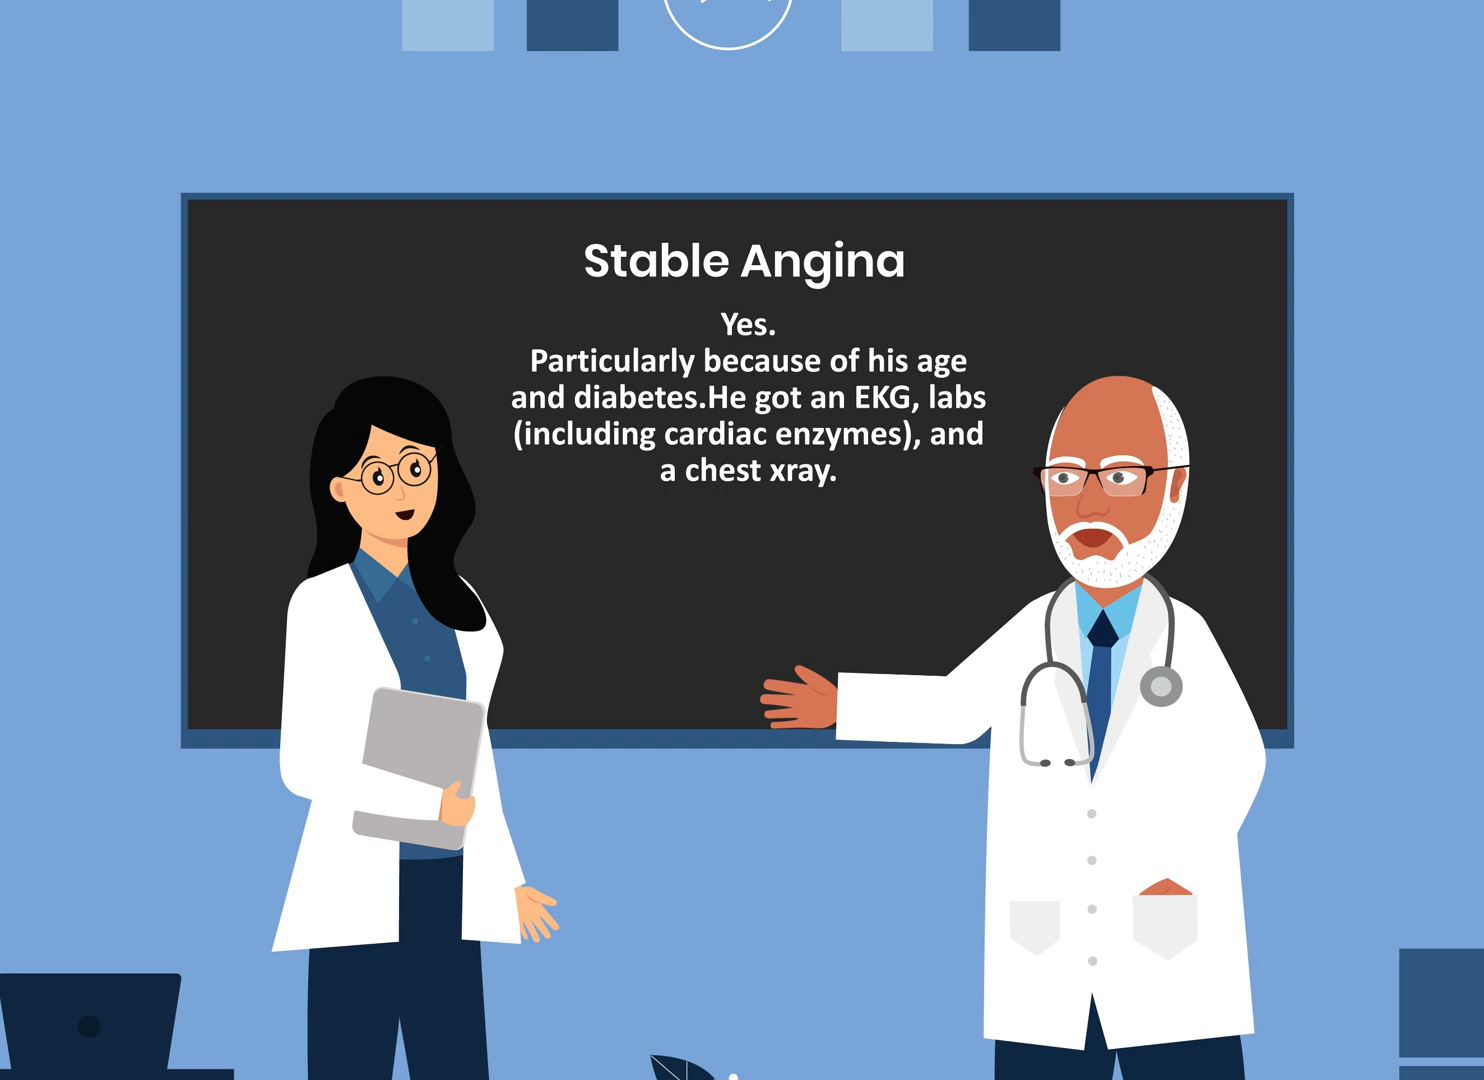 Stable Angina
Yes.
Particularly because of his age
and diabetes.He got an EKG, labs
(including cardiac enzymes), and
a chest xray.